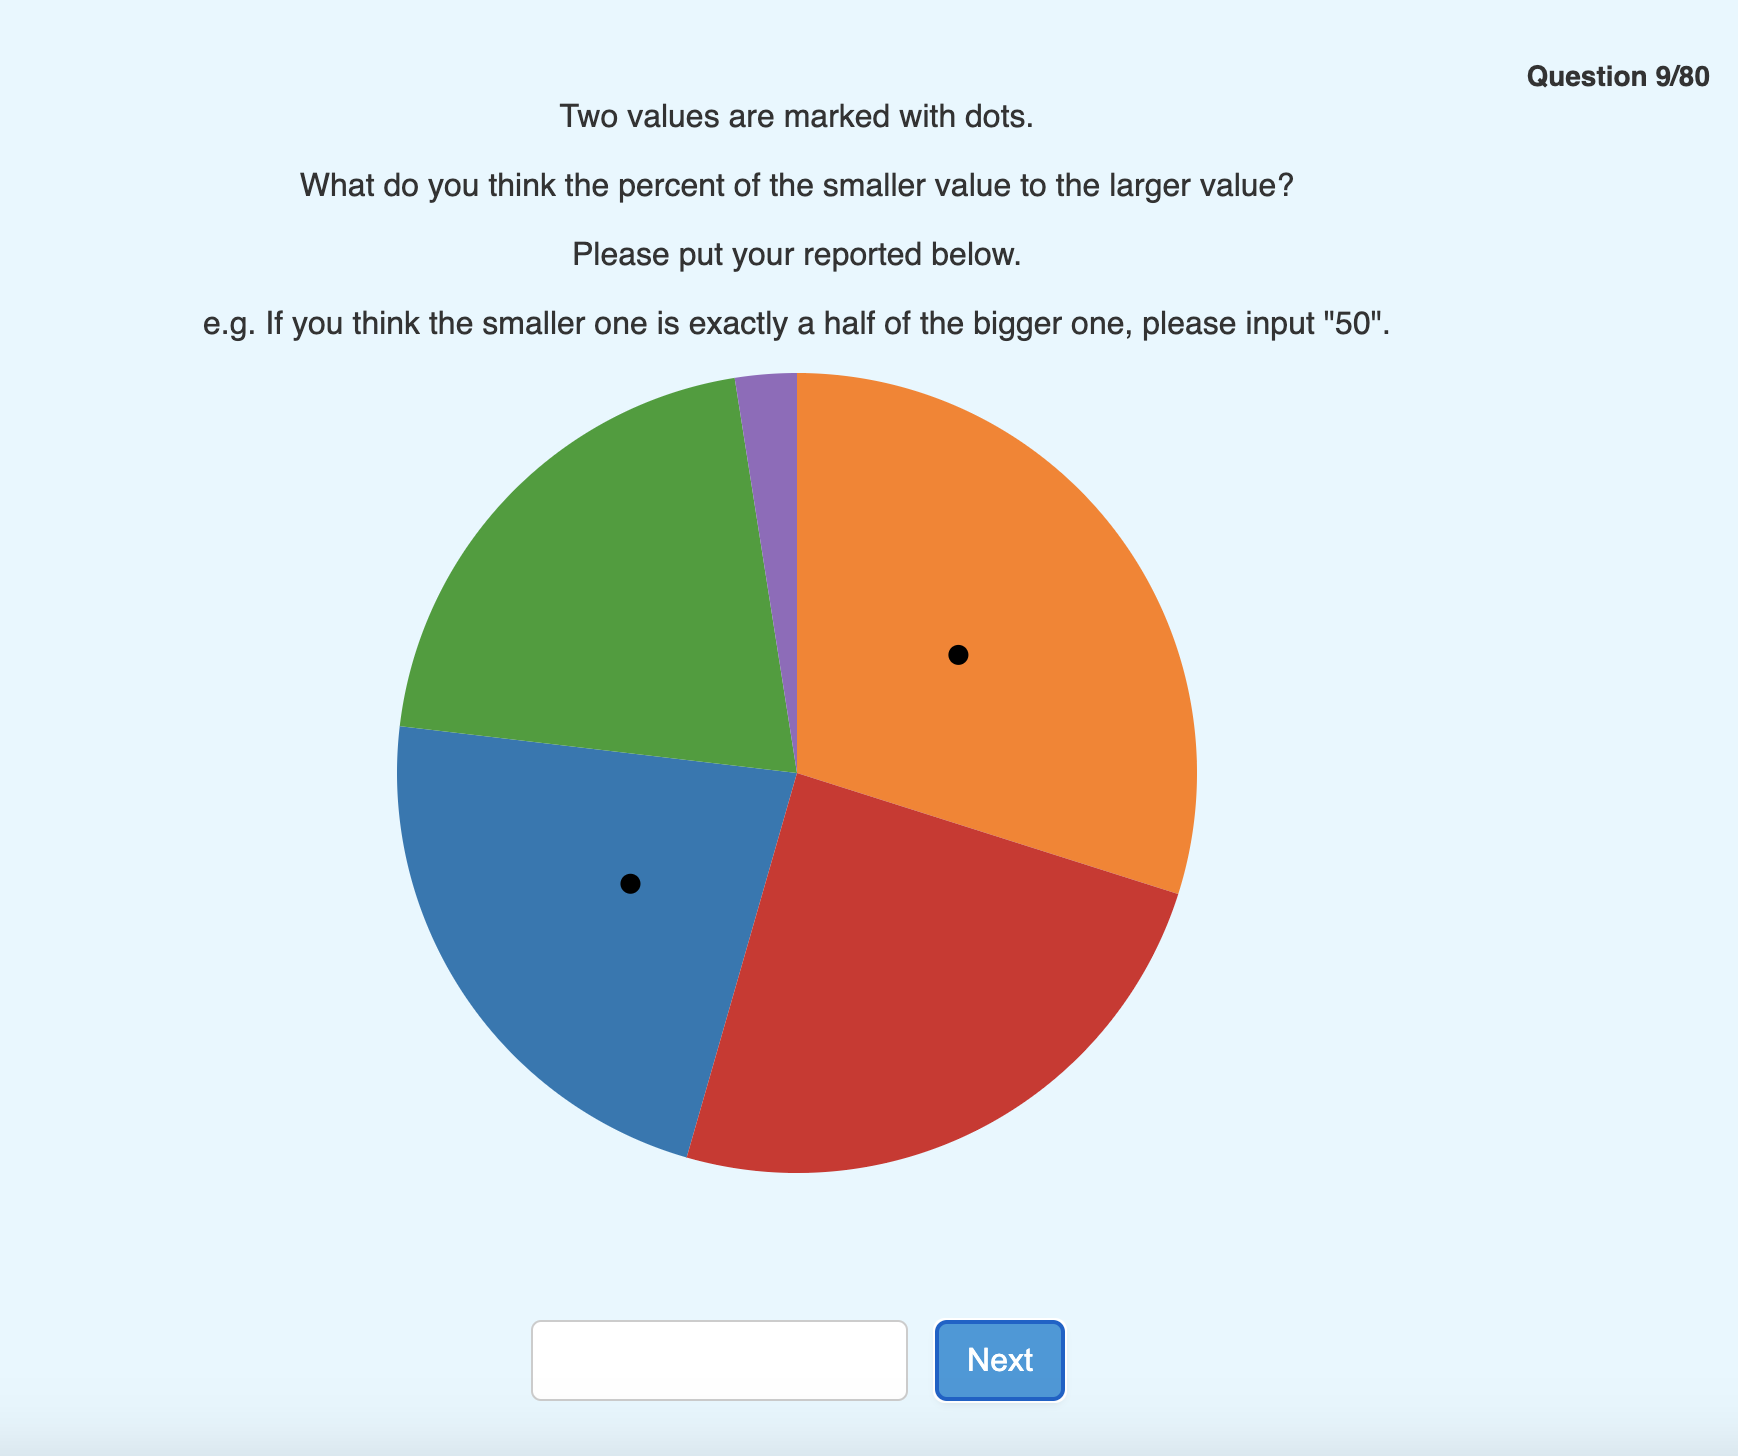 Question 9/80
Two values are marked with dots.
What do you think the percent of the smaller value to the larger value?
Please put your reported below.
e.g. If you think the smaller one is exactly a half of the bigger one, please input "50".
Next